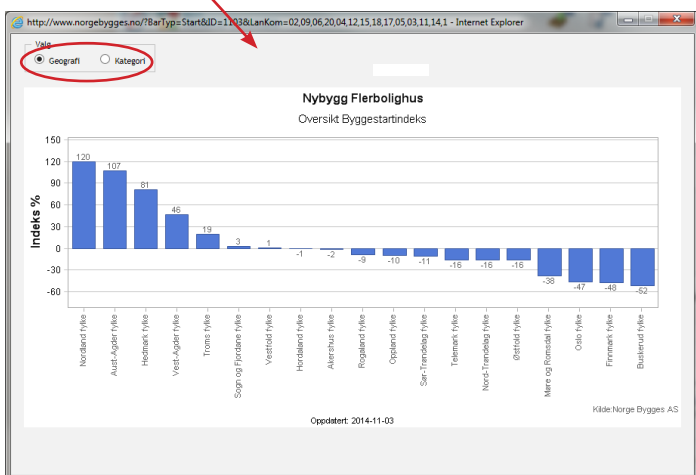 http://www.norgebygges.no/?BarTyp=Start&ID=1103&LanKom=02,09,06,20,04,12,15,18,17,05,03,11,14,1 - Internet Explorer
Valg
Geografi Kategori
Nybygg Flerbolighus
Oversikt Byggestartindeks
Indeks %
150
120
90
60
30
0
-30
-60
120
107
81
46
19
3
1
-1
-2
-9
-10
-11
-16
-16
-16
-38
-47
-48
-52
Nordland fylke
Aust-Agder fylke
Hedmark fylke
Vest-Agder fylke
Troms fylke
Sogn og Fjordane fylke
Vestfold fylke
Hordaland fylke
Akershus fylke
Rogaland fylke
Oppland fylke
Sør-Trøndelag fylke
Telemark fylke
Nord-Trøndelag fylke
Østfold fylke
Møre og Romsdal fylke
Oslo fylke
Finnmark fylke
Buskerud fylke
Kilde:Norge Bygges AS
Oppdatert: 2014-11-03